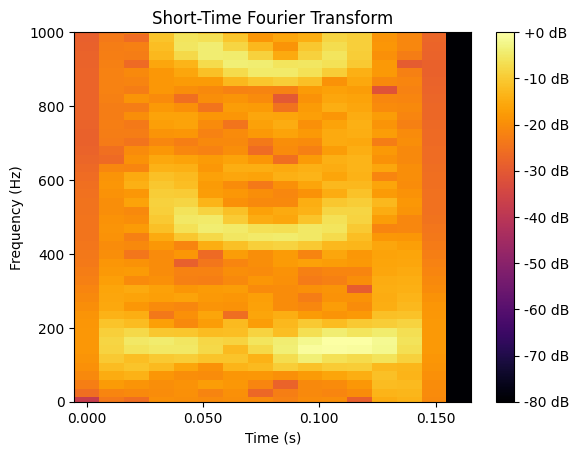 Short-Time Fourier Transform
1000
800
600
400
200
0
Frequency (Hz)
0.000
0.050
0.100
0.150
Time (s)
+0 dB
-10 dB
-20 dB
-30 dB
-40 dB
-50 dB
-60 dB
-70 dB
-80 dB